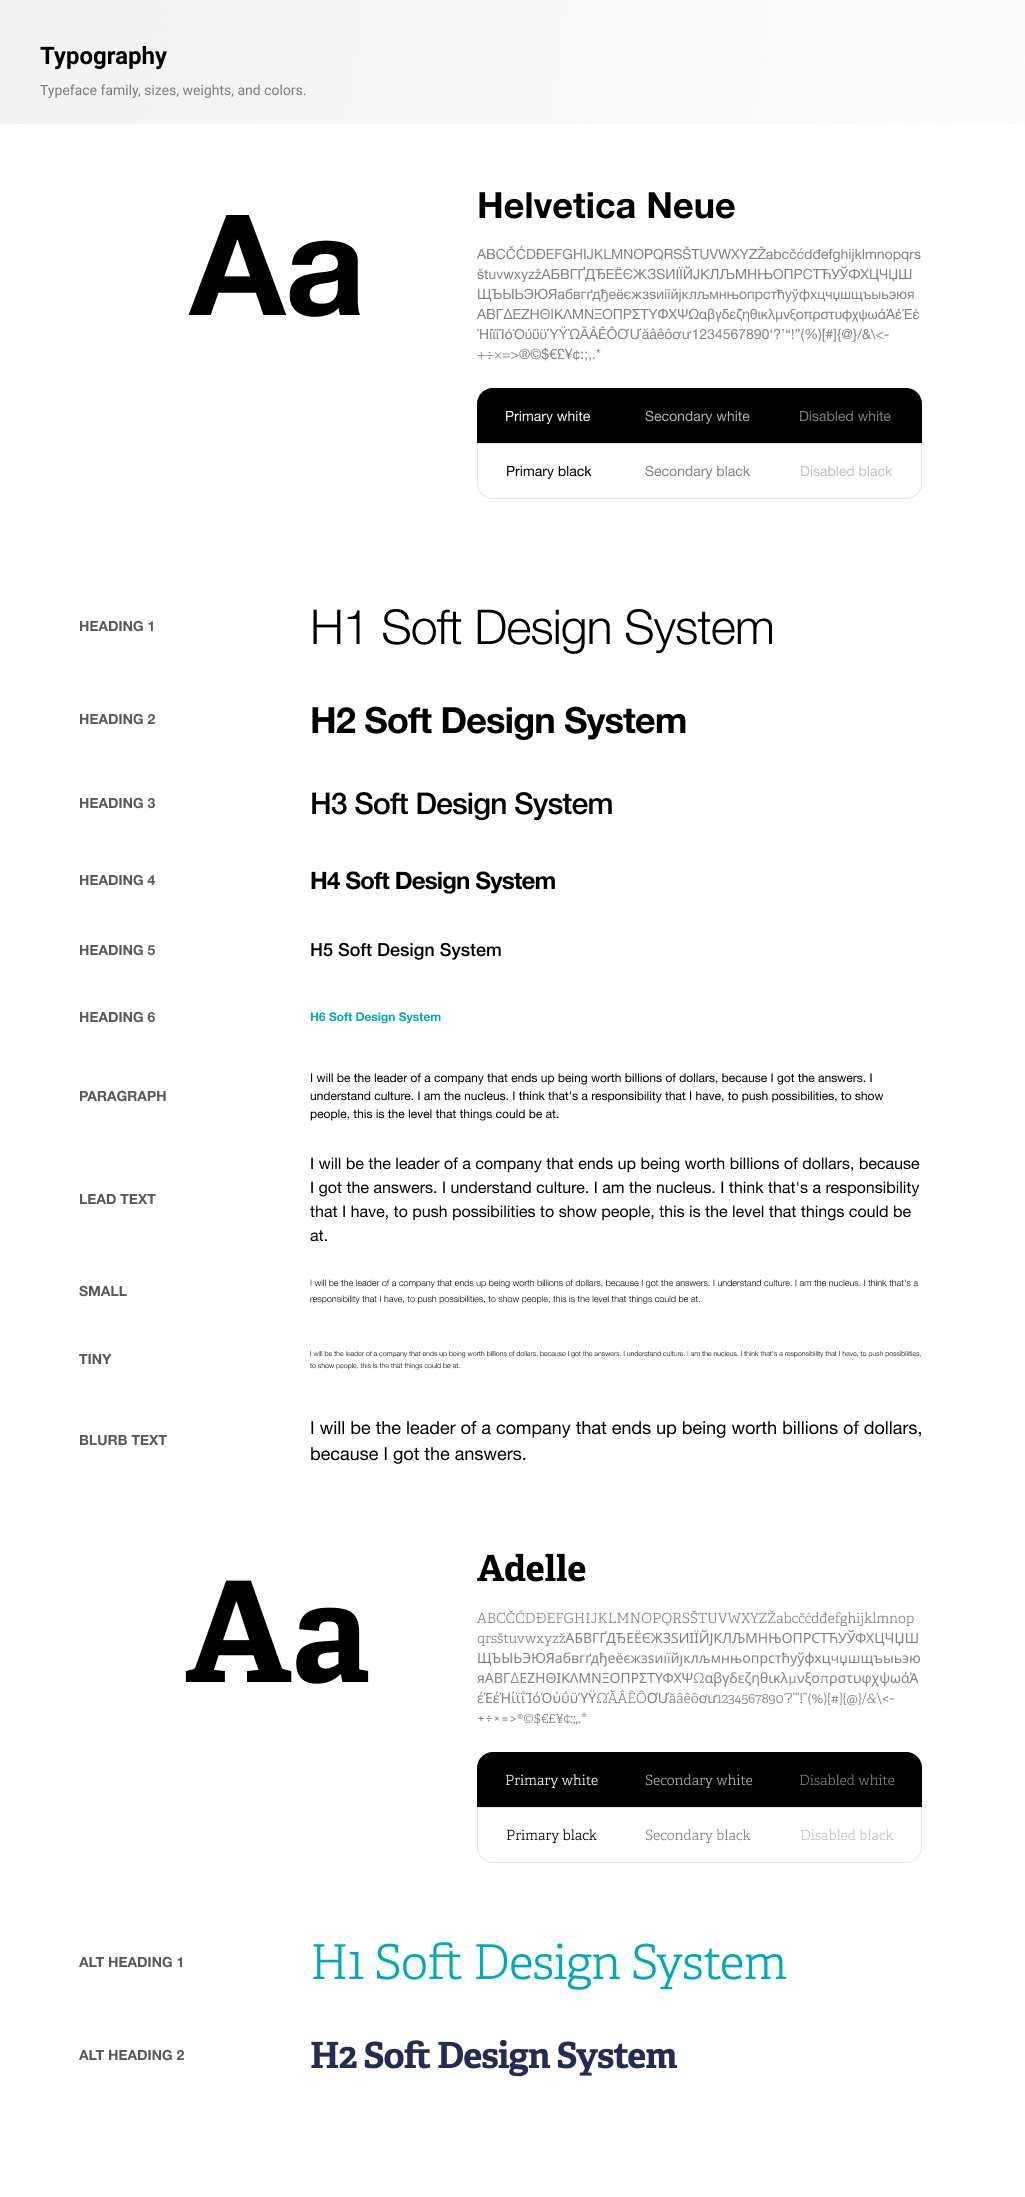 Typography
Typeface family, sizes, weights, and colors.
Aa
Helvetica Neue
ABCČĆDĐEFGHIJKLMNOPQRSŠTUVWXYZŽabcčćdđefghijklmnopqrs
štuvwxyzžАБВГҐДЂЕЁЄЖЗЅИІЇЙЈКЛЉМНЊОПРСТЋУЎФХЦЧЏШ
ЩЪЫЬЭЮЯабвгґдђеёєжзѕиіїйјклљмнњопрстћуўфхцчџшщъыьэюя
ΑΒΓΔΕΖΗΘΙΚΛΜΝΞΟΠΡΣΤΥΦΧΨΩαβγδεζηθικλμνξοπρστυφχψωάΆέΈέ
ΉίϊΐΊόΌύΰϋΎΫΏĂÂÊÔƠƯăâêôơư1234567890‘?’“!”(%)[#]{@}/&\<-
+÷×=>®©$€£¥¢:;,.*
Primary white
Secondary white
Disabled white
Primary black
Secondary black
Disabled black
HEADING 1
H1 Soft Design System
HEADING 2
H2 Soft Design System
HEADING 3
H3 Soft Design System
HEADING 4
H4 Soft Design System
HEADING 5
H5 Soft Design System
HEADING 6
H6 Soft Design System
PARAGRAPH
I will be the leader of a company that ends up being worth billions of dollars, because I got the answers. I
understand culture. I am the nucleus. I think that's a responsibility that I have, to push possibilities, to show
people, this is the level that things could be at.
LEAD TEXT
I will be the leader of a company that ends up being worth billions of dollars, because
I got the answers. I understand culture. I am the nucleus. I think that's a responsibility
that I have, to push possibilities to show people, this is the level that things could be
at.
SMALL
I will be the leader of a company that ends up being worth billions of dollars, because I got the answers. I understand culture. I am the nucleus. I think that's a
responsibility that I have, to push possibilities, to show people, this is the level that things could be at.
TINY
I will be the leader of a company that ends up being worth billions of dollars, because I got the answers. I understand culture. I am the nucleus. I think that's a responsibility that I have, to push possibilities,
to show people, this is the that things could be at.
BLURB TEXT
I will be the leader of a company that ends up being worth billions of dollars,
because I got the answers.
Aa
Adelle
ABCČĆDĐEFGHIJKLMNOPQRSŠTUVWXYZŽabcčćdđefghijklmnop
qrsštuvwxyzžАБВГҐДЂЕЁЄЖЗЅИІЇЙЈКЛЉМНЊОПРСТЋУЎФХЦЧЏШ
ЩЪЫЬЭЮЯабвгґдђеёєжзѕиіїйјклљмнњопрстћуўфхцчџшщъыьэю
яΑΒΓΔΕΖΗΘΙΚΛΜΝΞΟΠΡΣΤΥΦΧΨΩαβγδεζηθικλμνξοπρστυφχψωάΆ
έΈέΉίϊΐΊόΌύΰϋΎΫΏĂÂÊÔƠƯăâêôơư1234567890‘?’“!”(%)[#]{@}/&\<-
+÷×=>®©$€£¥¢:;,.*
Primary white
Secondary white
Disabled white
Primary black
Secondary black
Disabled black
ALT HEADING 1
H1 Soft Design System
ALT HEADING 2
H2 Soft Design System